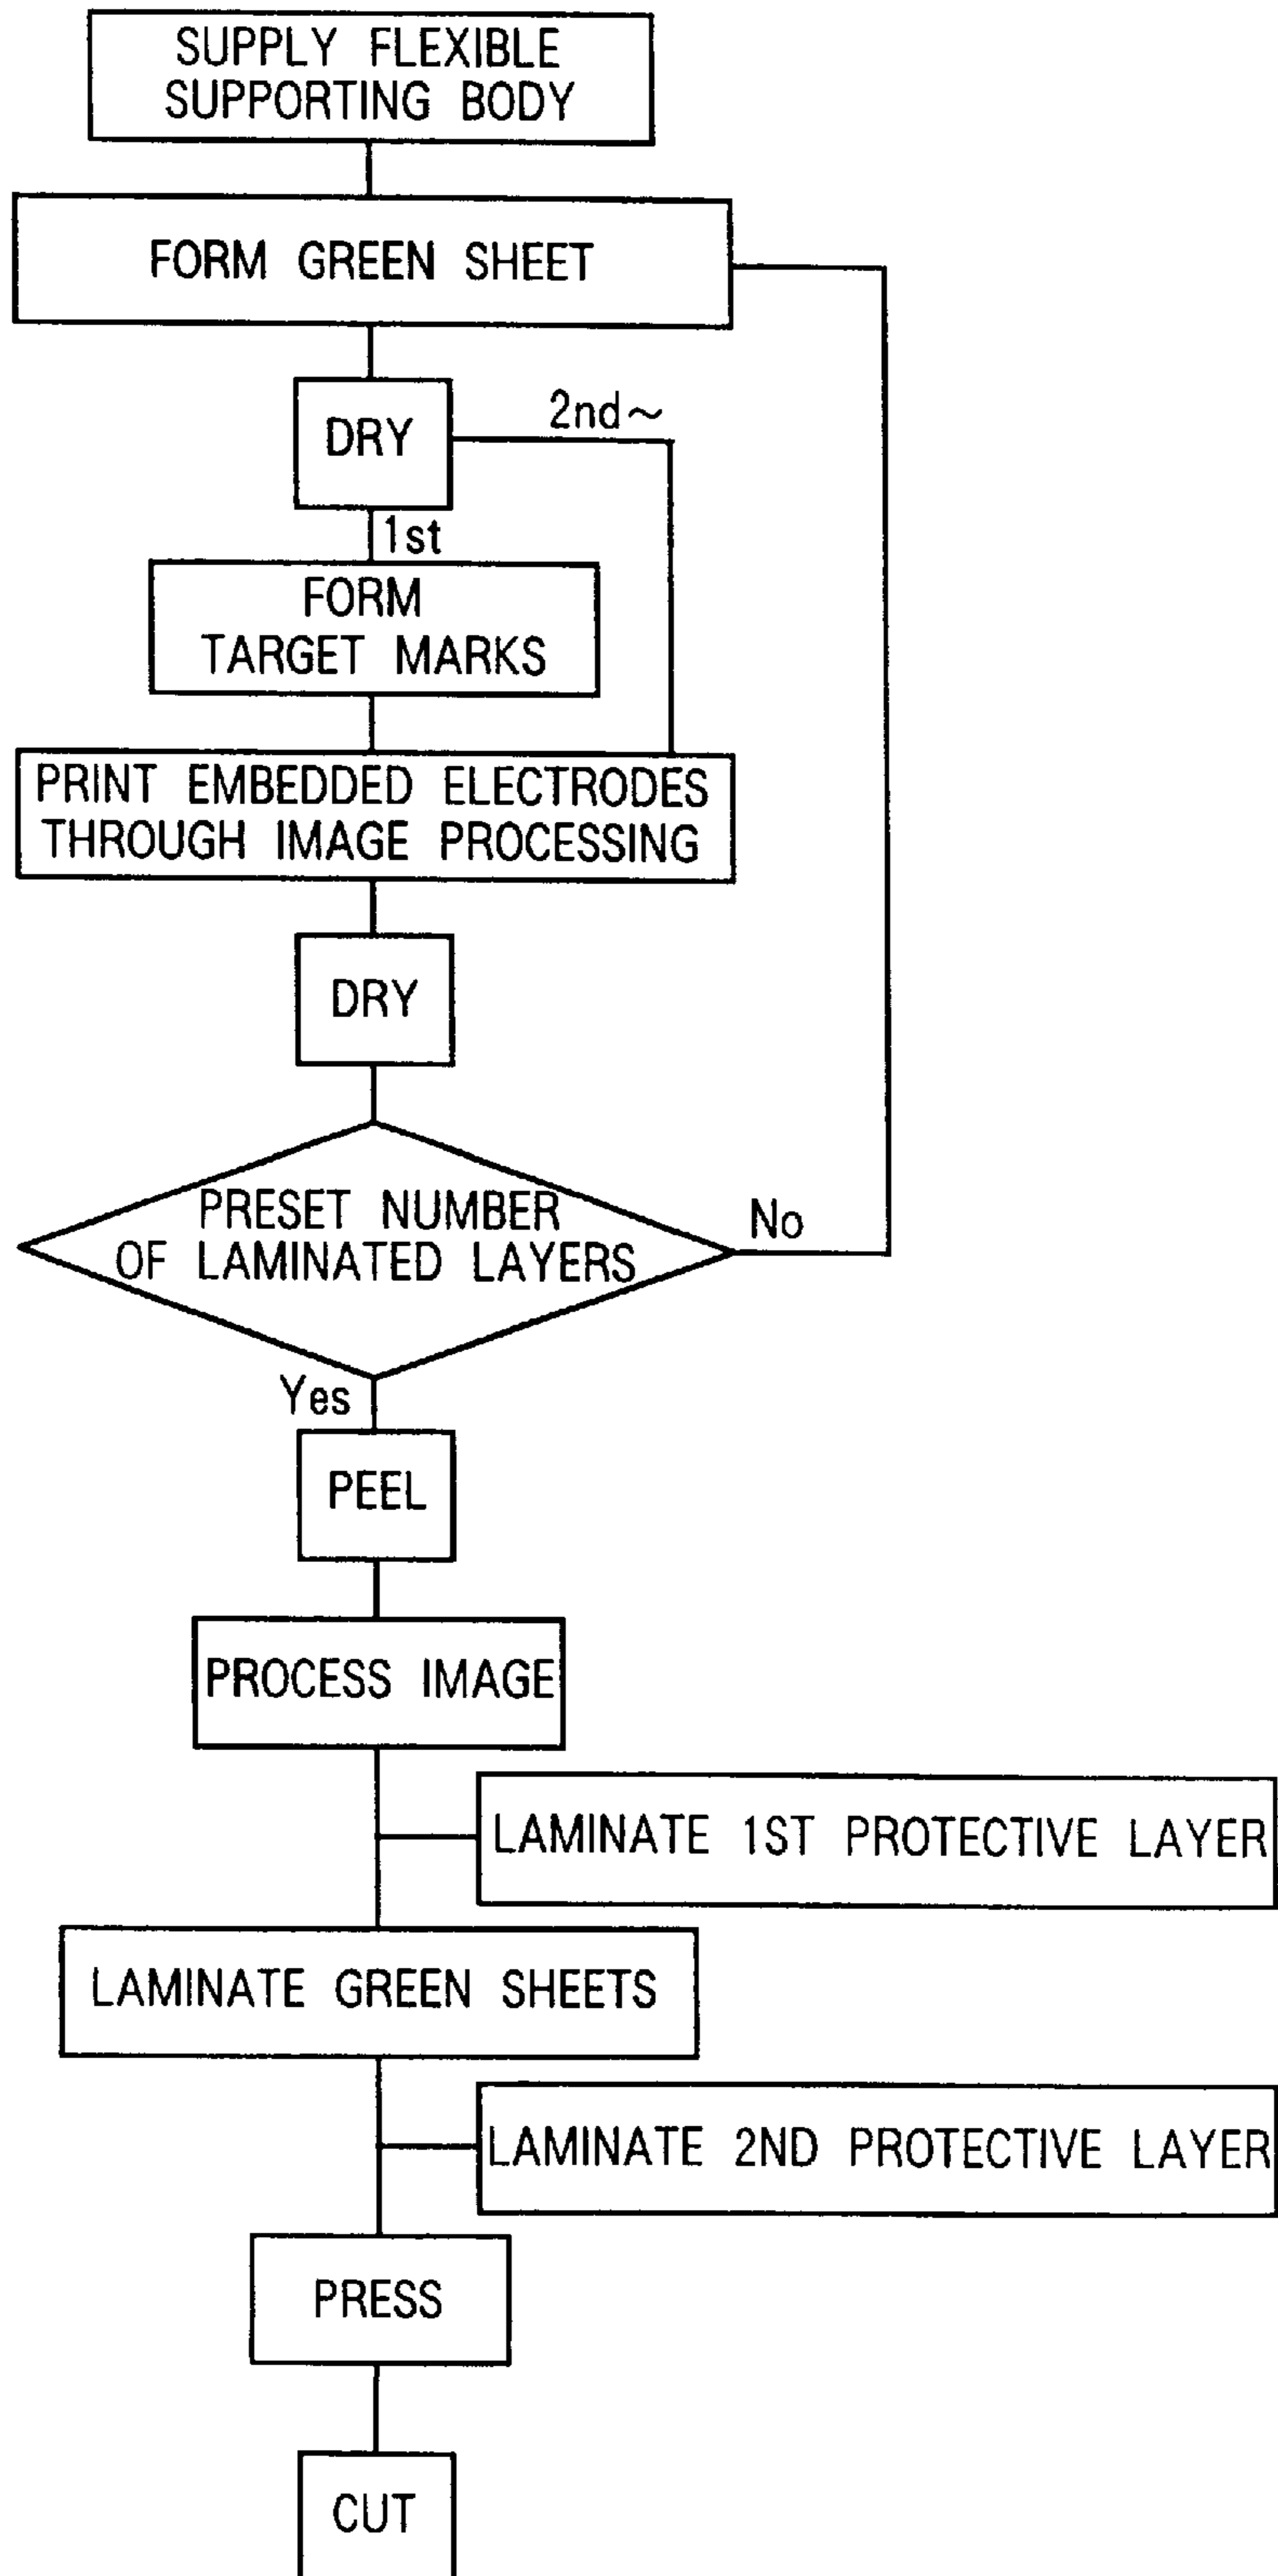 SUPPLY FLEXIBLE
SUPPORTING BODY
FORM GREEN SHEET
DRY
2nd~
1st
FORM
TARGET MARKS
PRINT EMBEDDED ELECTRODES
THROUGH IMAGE PROCESSING
DRY
PRESET NUMBER
OF LAMINATED LAYERS
No
Yes
PEEL
PROCESS IMAGE
LAMINATE 1ST PROTECTIVE LAYER
LAMINATE GREEN SHEETS
LAMINATE 2ND PROTECTIVE LAYER
PRESS
CUT